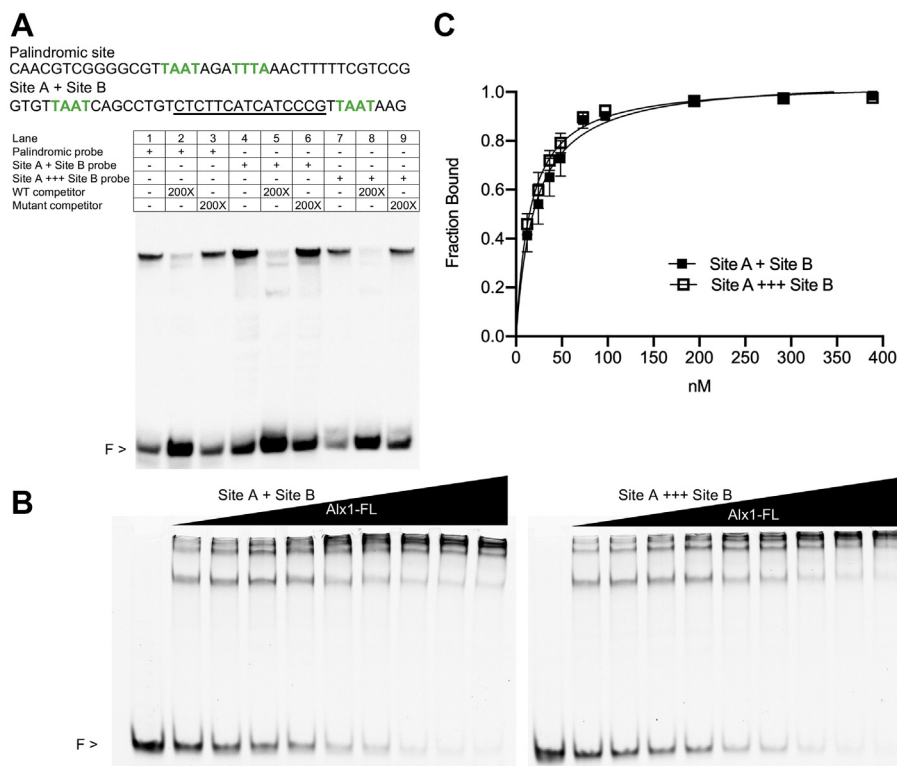 A
Palindromic site
CAACGTCGGGGCGTTAATAGATTTAAACTTTTTCGTCCG
Site A + Site B
GTGTTAATCAGCCTGTCTCTTCATCATCCCGTTAATAAG
Lane 1 2 3 4 5 6 7 8 9
Palindromic probe + + + - - - - - -
Site A + Site B probe - - - + + + - - -
Site A +++ Site B probe - - - - - - + + +
WT competitor - 200X - - 200X - - 200X -
Mutant competitor - - 200X - - 200X - - 200X
F >
B
Site A + Site B
Alx1-FL
Site A +++ Site B
Alx1-FL
F >
C
Fraction Bound
1.0
0.8
0.6
0.4
0.2
0.0
0 50 100 150 200 250 300 350 400
nM
Site A + Site B
Site A +++ Site B